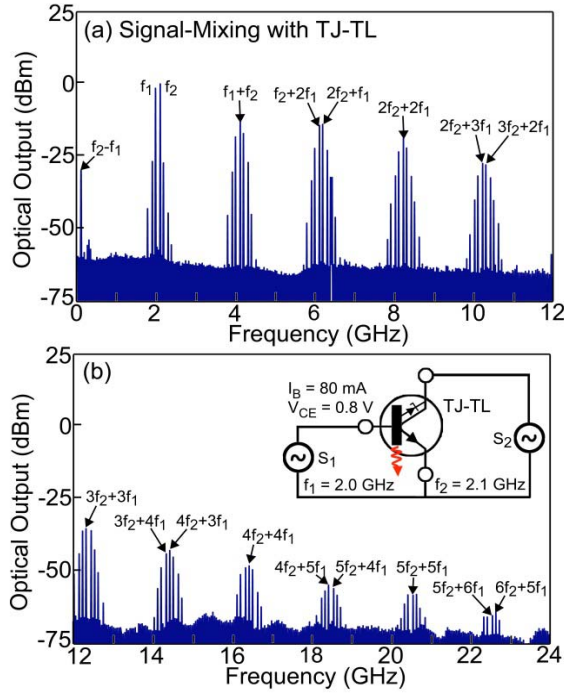 (a) Signal-Mixing with TJ-TL
Optical Output (dBm)
25
0
-25
-50
-75
f₂-f₁
f₁ f₂
f₁+f₂
f₂+2f₁ 2f₂+f₁
2f₂+2f₁
2f₂+3f₁ 3f₂+2f₁
0 2 4 6 8 10 12
Frequency (GHz)
(b)
Optical Output (dBm)
25
0
-25
-50
-75
I_B = 80 mA
V_CE = 0.8 V
TJ-TL
S₁
S₂
f₁ = 2.0 GHz
f₂ = 2.1 GHz
3f₂+3f₁
3f₂+4f₁ 4f₂+3f₁
4f₂+4f₁
4f₂+5f₁ 5f₂+4f₁
5f₂+5f₁
5f₂+6f₁ 6f₂+5f₁
12 14 16 18 20 22 24
Frequency (GHz)